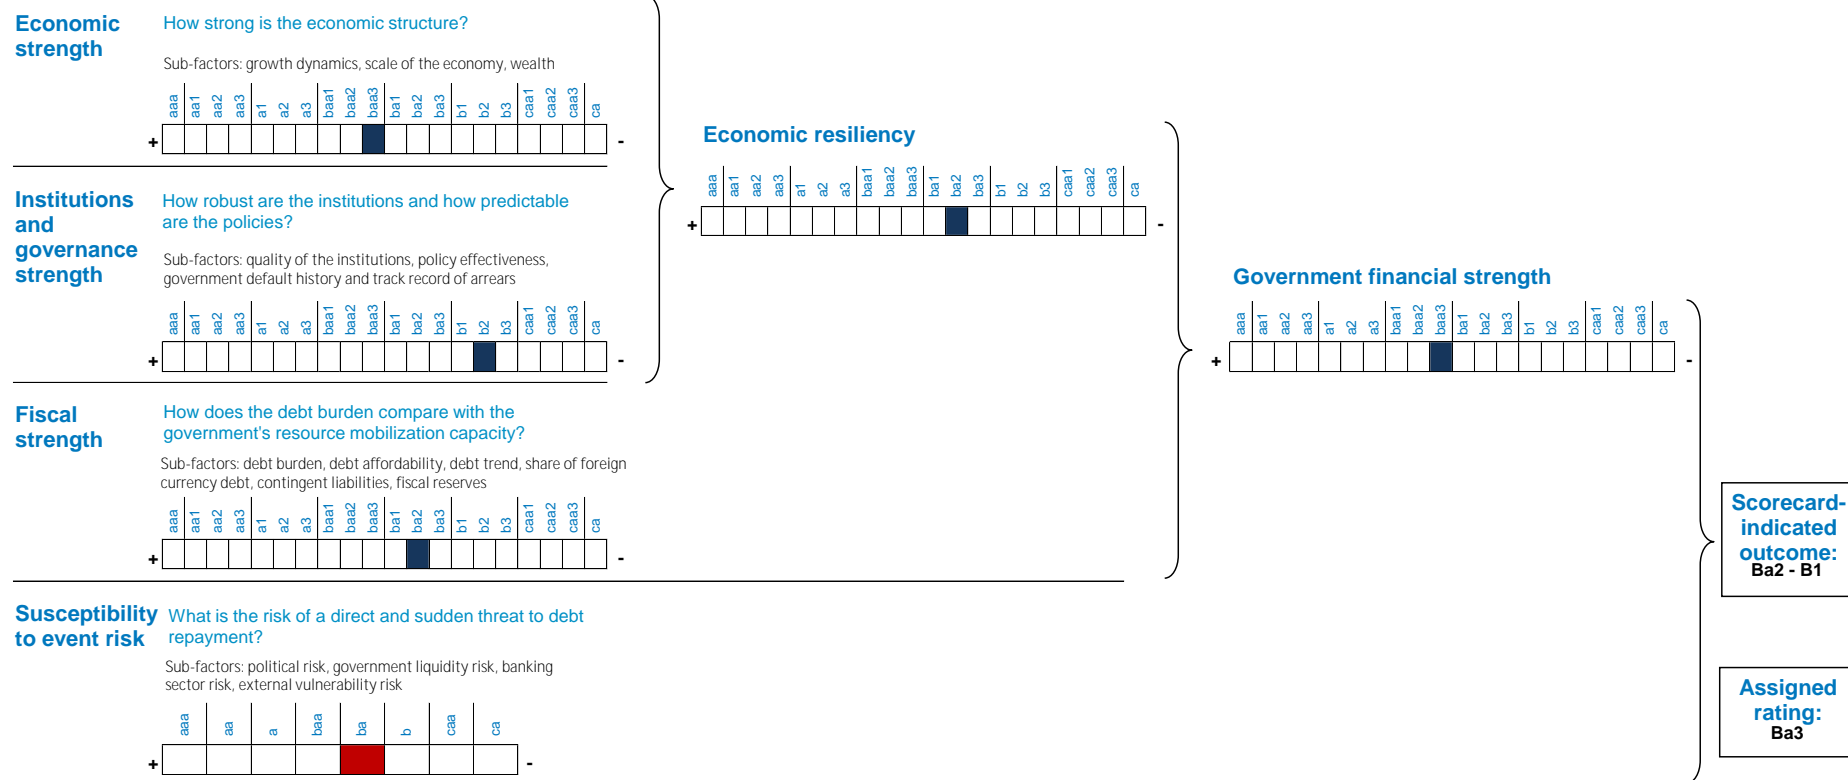 Economic
strength
How strong is the economic structure?
Sub-factors: growth dynamics, scale of the economy, wealth
aaa aa1 aa2 aa3 a1 a2 a3 baa1 baa2 baa3 ba1 ba2 ba3 b1 b2 b3 caa1 caa2 caa3 ca
+ -
Institutions
and
governance
strength
How robust are the institutions and how predictable
are the policies?
Sub-factors: quality of the institutions, policy effectiveness,
government default history and track record of arrears
aaa aa1 aa2 aa3 a1 a2 a3 baa1 baa2 baa3 ba1 ba2 ba3 b1 b2 b3 caa1 caa2 caa3 ca
+ -
Economic resiliency
aaa aa1 aa2 aa3 a1 a2 a3 baa1 baa2 baa3 ba1 ba2 ba3 b1 b2 b3 caa1 caa2 caa3 ca
+ -
Fiscal
strength
How does the debt burden compare with the
government's resource mobilization capacity?
Sub-factors: debt burden, debt affordability, debt trend, share of foreign
currency debt, contingent liabilities, fiscal reserves
aaa aa1 aa2 aa3 a1 a2 a3 baa1 baa2 baa3 ba1 ba2 ba3 b1 b2 b3 caa1 caa2 caa3 ca
+ -
Government financial strength
aaa aa1 aa2 aa3 a1 a2 a3 baa1 baa2 baa3 ba1 ba2 ba3 b1 b2 b3 caa1 caa2 caa3 ca
+ -
Susceptibility
to event risk
What is the risk of a direct and sudden threat to debt
repayment?
Sub-factors: political risk, government liquidity risk, banking
sector risk, external vulnerability risk
aaa aa a baa ba b caa ca
+ -
Scorecard-
indicated
outcome:
Ba2 - B1
Assigned
rating:
Ba3